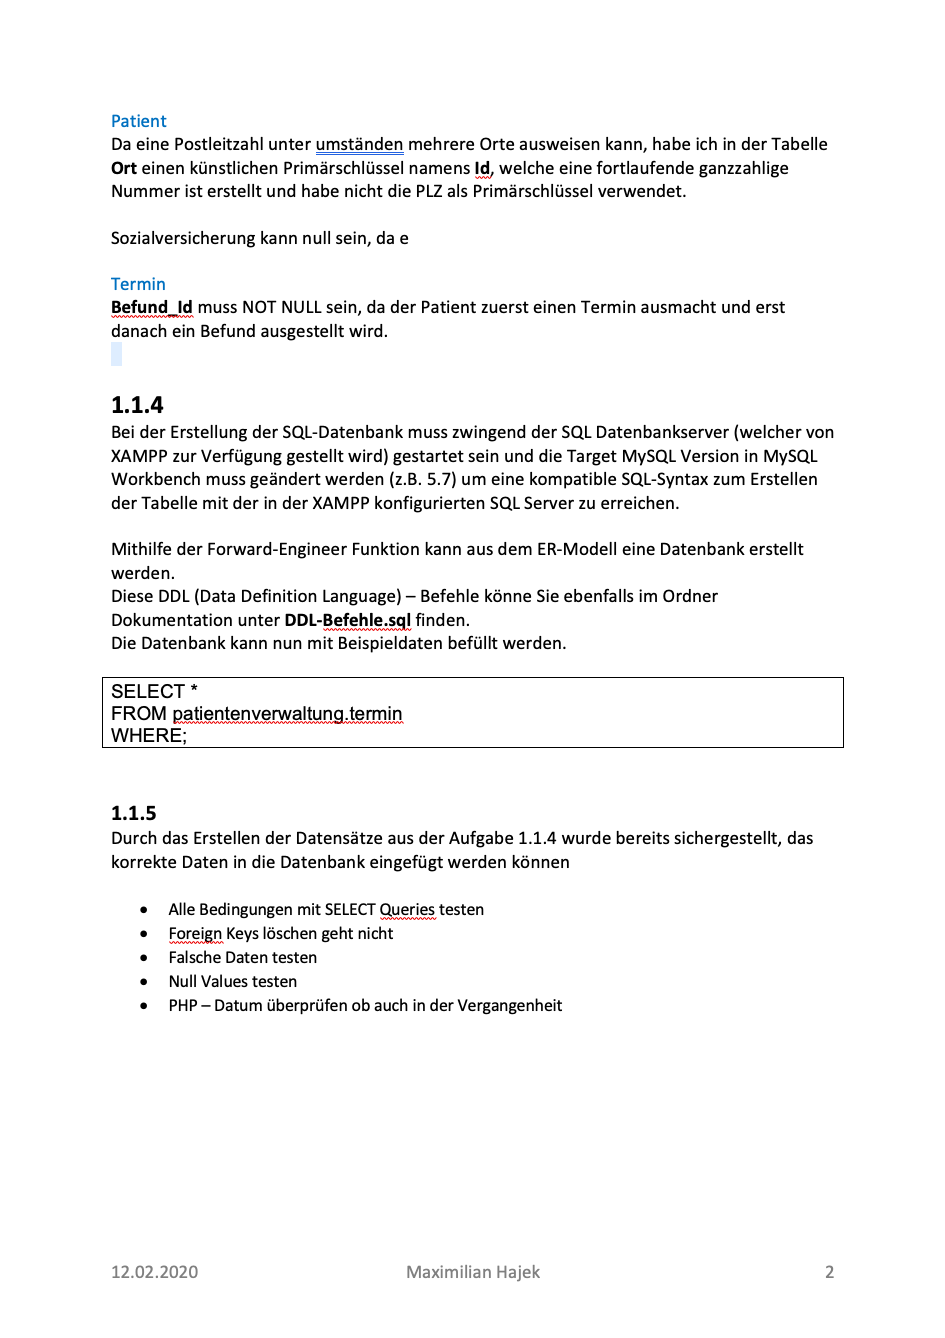 Patient
Da eine Postleitzahl unter umständen mehrere Orte ausweisen kann, habe ich in der Tabelle
Ort einen künstlichen Primärschlüssel namens Id, welche eine fortlaufende ganzzahlige
Nummer ist erstellt und habe nicht die PLZ als Primärschlüssel verwendet.
Sozialversicherung kann null sein, da e
Termin
Befund_Id muss NOT NULL sein, da der Patient zuerst einen Termin ausmacht und erst
danach ein Befund ausgestellt wird.
1.1.4
Bei der Erstellung der SQL-Datenbank muss zwingend der SQL Datenbankserver (welcher von
XAMPP zur Verfügung gestellt wird) gestartet sein und die Target MySQL Version in MySQL
Workbench muss geändert werden (z.B. 5.7) um eine kompatible SQL-Syntax zum Erstellen
der Tabelle mit der in der XAMPP konfigurierten SQL Server zu erreichen.
Mithilfe der Forward-Engineer Funktion kann aus dem ER-Modell eine Datenbank erstellt
werden.
Diese DDL (Data Definition Language) – Befehle könne Sie ebenfalls im Ordner
Dokumentation unter DDL-Befehle.sql finden.
Die Datenbank kann nun mit Beispieldaten befüllt werden.
SELECT *
FROM patientenverwaltung.termin
WHERE;
1.1.5
Durch das Erstellen der Datensätze aus der Aufgabe 1.1.4 wurde bereits sichergestellt, das
korrekte Daten in die Datenbank eingefügt werden können
• Alle Bedingungen mit SELECT Queries testen
• Foreign Keys löschen geht nicht
• Falsche Daten testen
• Null Values testen
• PHP – Datum überprüfen ob auch in der Vergangenheit
12.02.2020 Maximilian Hajek 2